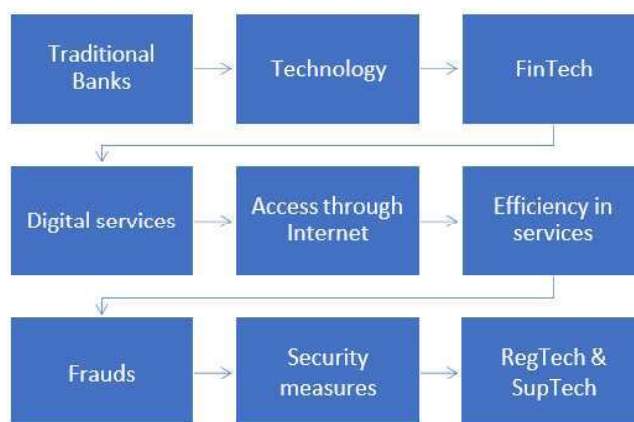 Traditional
Banks
Technology
FinTech
Digital services
Access through
Internet
Efficiency in
services
Frauds
Security
measures
RegTech &
SupTech